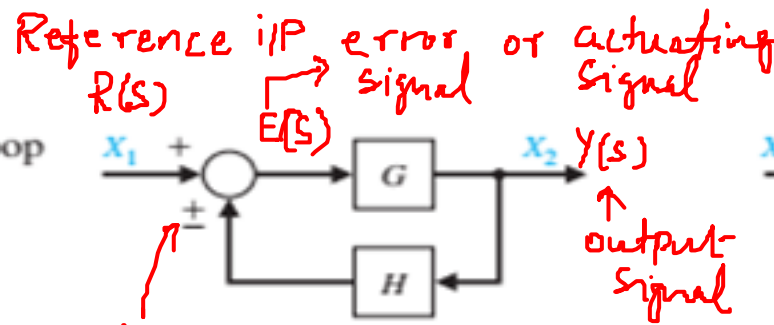 Reference i/P error or actuating
R(S) signal signal
E(S)
op X₁ + X₂ Y(s)
G
±
output
signal
H